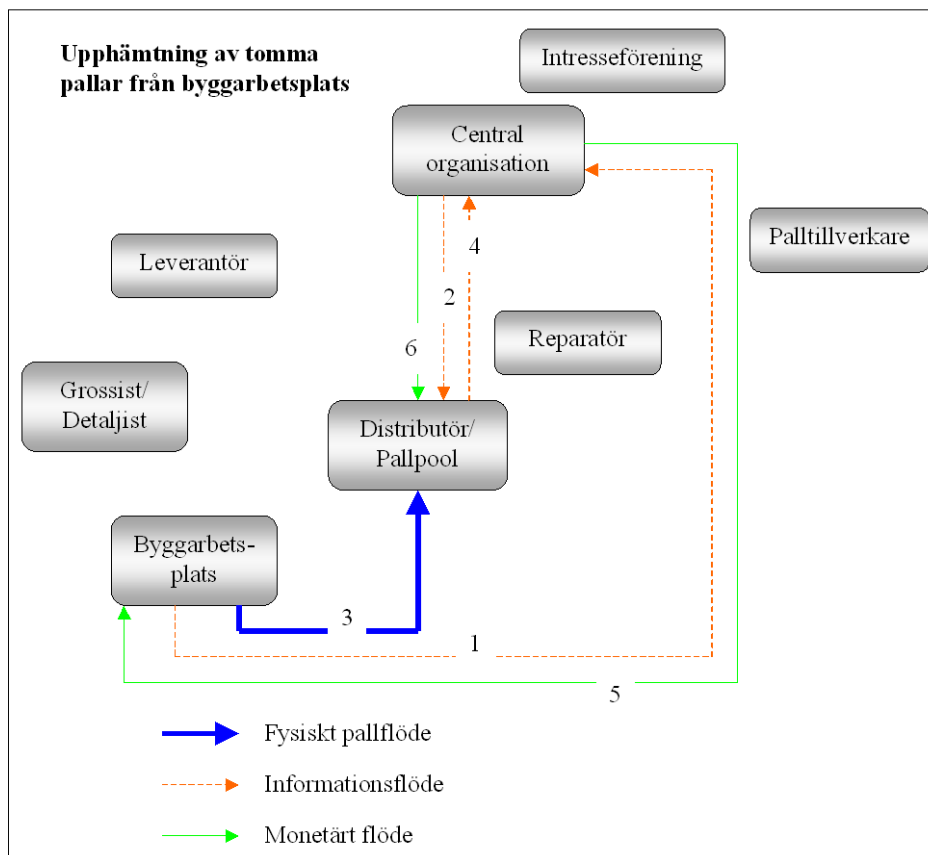 Upphämtning av tomma
pallar från byggarbetsplats
Intresseförening
Central
organisation
Palltillverkare
Leverantör
4
2
Reparatör
6
Grossist/
Detaljist
Distributör/
Pallpool
Byggarbets-
plats
3
1
5
Fysiskt pallflöde
Informationsflöde
Monetärt flöde